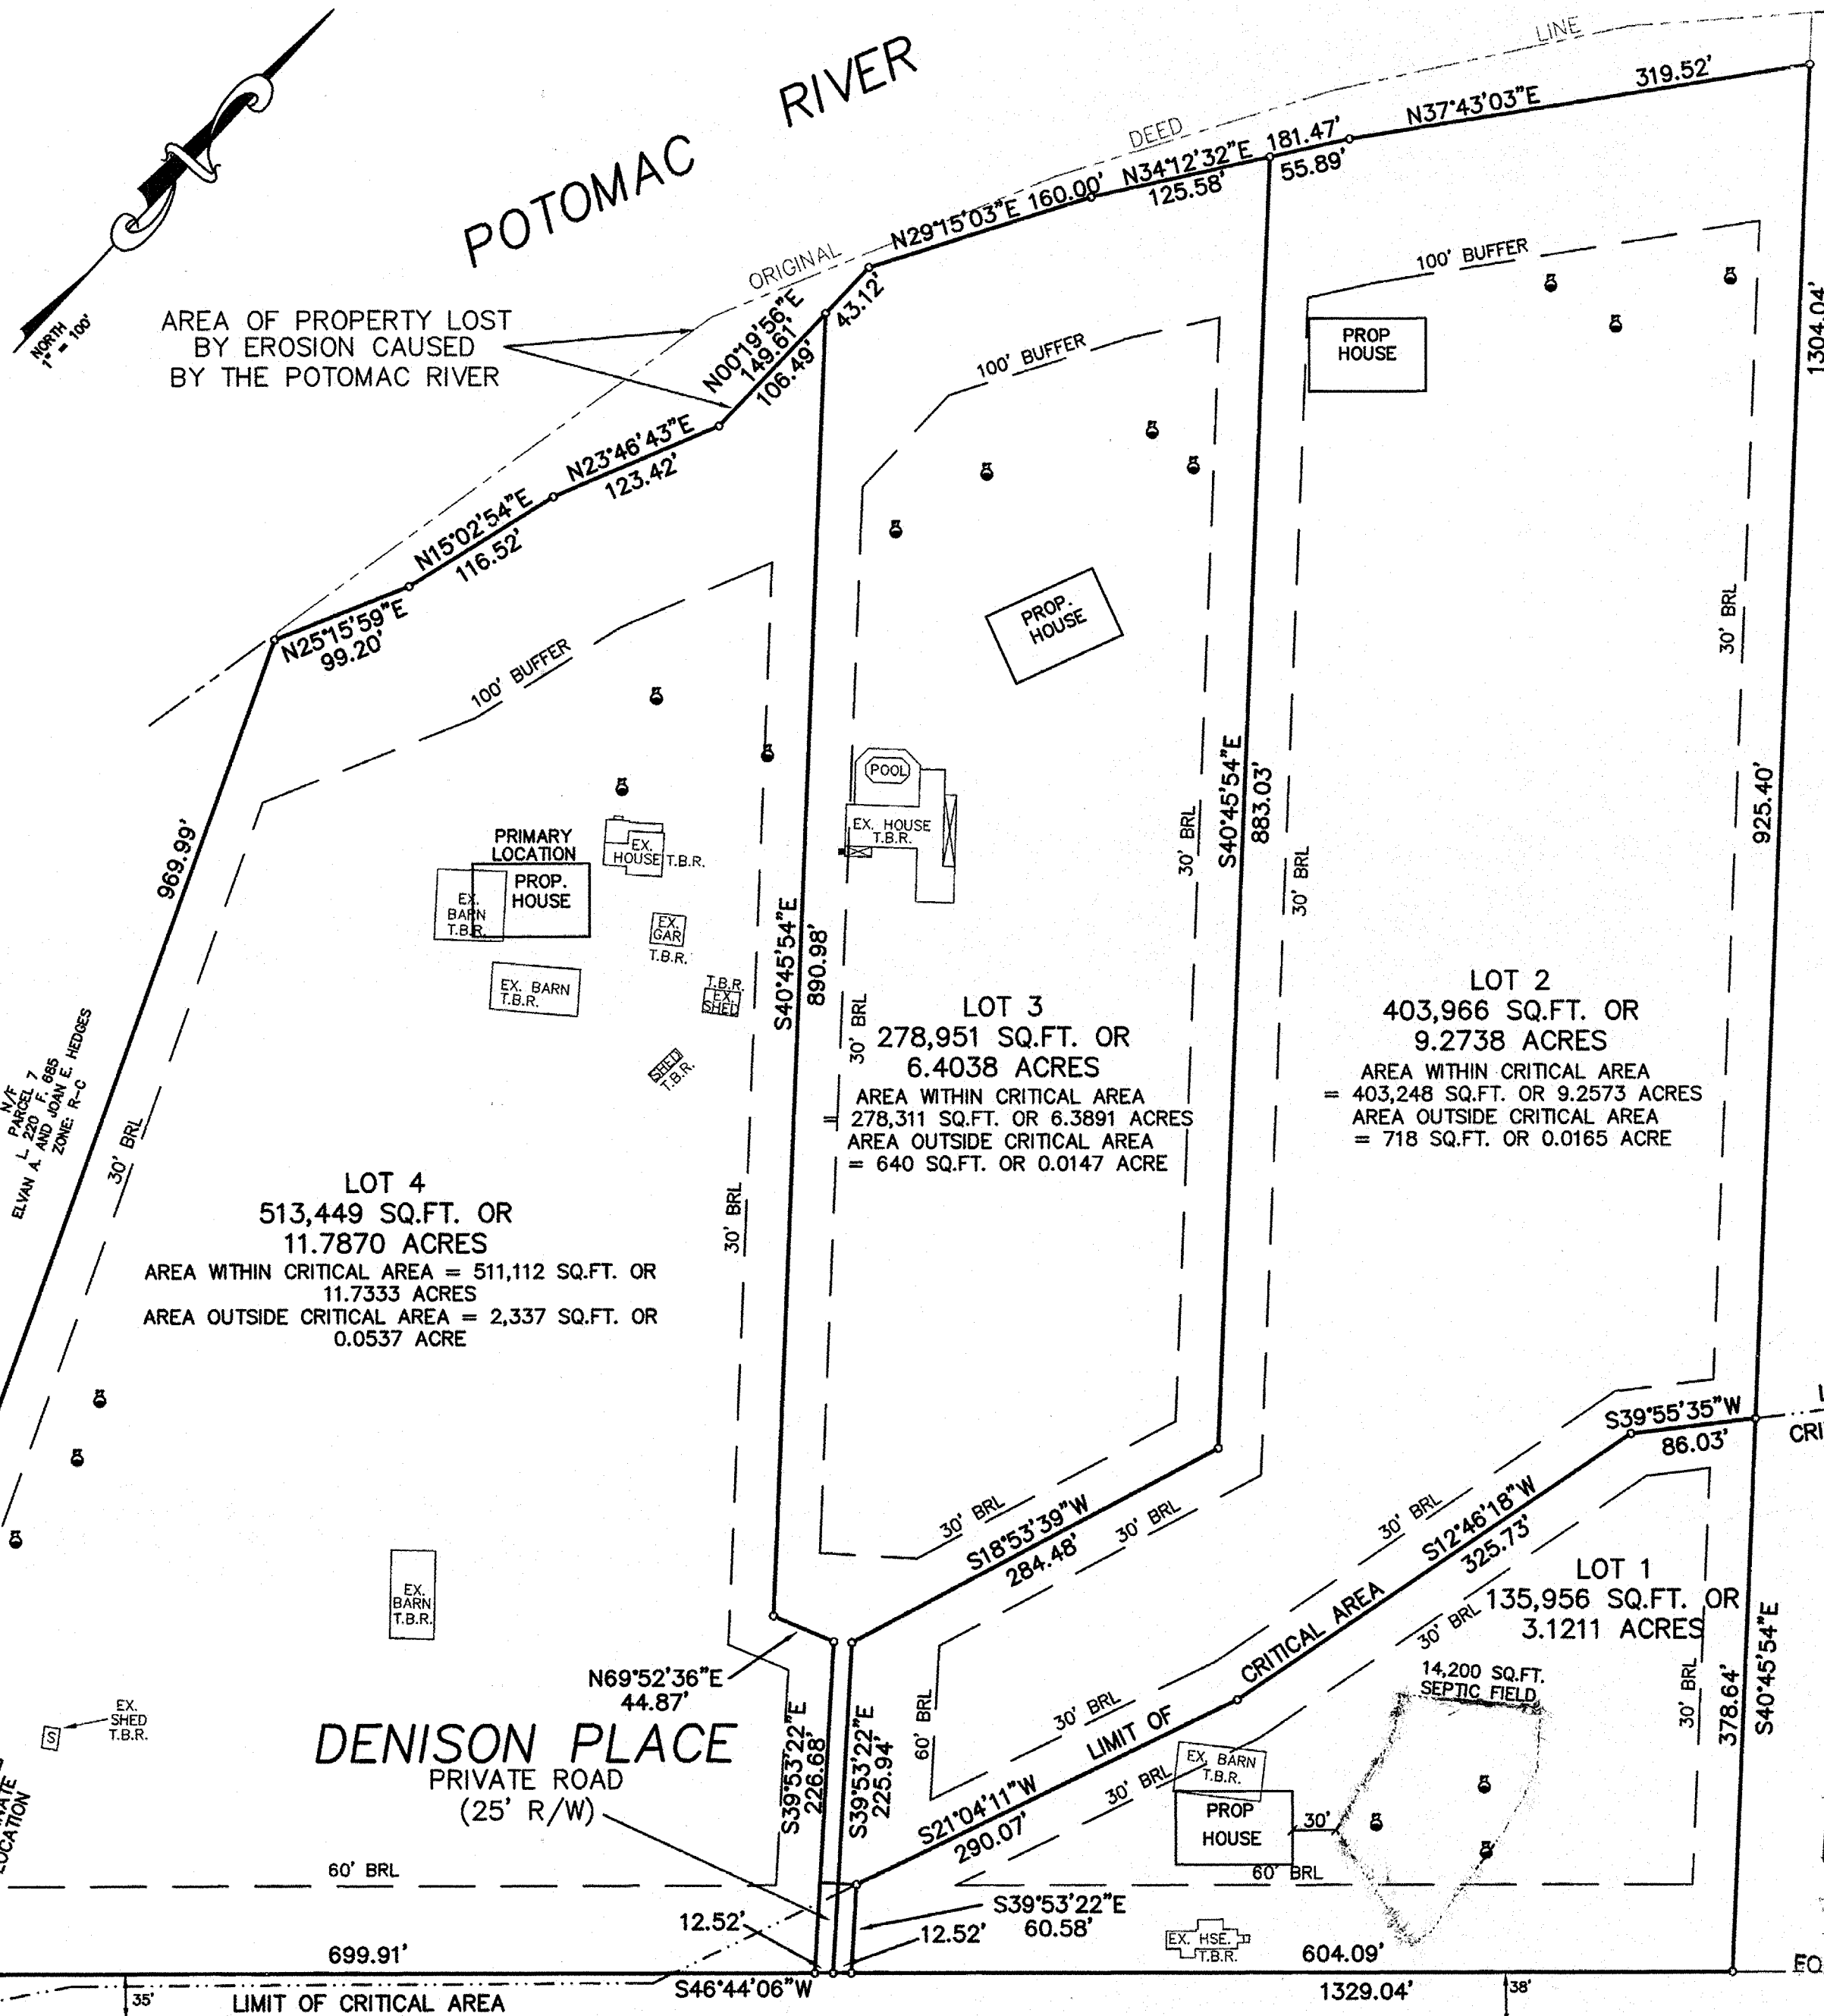 POTOMAC RIVER
NORTH
1" = 100'
ORIGINAL DEED LINE
AREA OF PROPERTY LOST
BY EROSION CAUSED
BY THE POTOMAC RIVER
N25°15'59"E
99.20'
N15°02'54"E
116.52'
N23°46'43"E
123.42'
N00°19'56"E
149.61'
106.49'
43.12'
N29°15'03"E 160.00'
N34°12'32"E 181.47'
125.58'
55.89'
N37°43'03"E 319.52'
1304.04'
100' BUFFER
100' BUFFER
100' BUFFER
PROP
HOUSE
PROP.
HOUSE
POOL
EX. HOUSE
T.B.R.
969.99'
PRIMARY
LOCATION
PROP.
HOUSE
EX.
BARN
T.B.R.
EX.
HOUSE T.B.R.
EX.
GAR
T.B.R.
EX. BARN
T.B.R.
T.B.R.
EX.
SHED
SHED
T.B.R.
S40°45'54"E
890.98'
S40°45'54"E
883.03'
925.40'
30' BRL
30' BRL
30' BRL
30' BRL
30' BRL
30' BRL
N/F
PARCEL 7
L. 220 F. 685
ELVAN A. AND JOAN E. HEDGES
ZONE: R-C
LOT 4
513,449 SQ.FT. OR
11.7870 ACRES
AREA WITHIN CRITICAL AREA = 511,112 SQ.FT. OR
11.7333 ACRES
AREA OUTSIDE CRITICAL AREA = 2,337 SQ.FT. OR
0.0537 ACRE
LOT 3
278,951 SQ.FT. OR
6.4038 ACRES
AREA WITHIN CRITICAL AREA
= 278,311 SQ.FT. OR 6.3891 ACRES
AREA OUTSIDE CRITICAL AREA
= 640 SQ.FT. OR 0.0147 ACRE
LOT 2
403,966 SQ.FT. OR
9.2738 ACRES
AREA WITHIN CRITICAL AREA
= 403,248 SQ.FT. OR 9.2573 ACRES
AREA OUTSIDE CRITICAL AREA
= 718 SQ.FT. OR 0.0165 ACRE
S39°55'35"W
86.03'
CRI
30' BRL
S18°53'39"W
284.48'
30' BRL
30' BRL
S12°46'18"W
325.73'
LOT 1
135,956 SQ.FT. OR
3.1211 ACRES
30' BRL
30' BRL
378.64'
S40°45'54"E
14,200 SQ.FT.
SEPTIC FIELD
EX.
BARN
T.B.R.
EX.
SHED
T.B.R.
S
N69°52'36"E
44.87'
DENISON PLACE
PRIVATE ROAD
(25' R/W)
S39°53'22"E
226.68'
S39°53'22"E
225.94'
60' BRL
30' BRL
LIMIT OF CRITICAL AREA
S21°04'11"W
290.07'
30' BRL
EX. BARN
T.B.R.
PROP
HOUSE
30'
60' BRL
60' BRL
LOCATION
12.52'
12.52'
S39°53'22"E
60.58'
EX. HSE.
T.B.R.
699.91'
604.09'
35'
LIMIT OF CRITICAL AREA
S46°44'06"W
1329.04'
38'